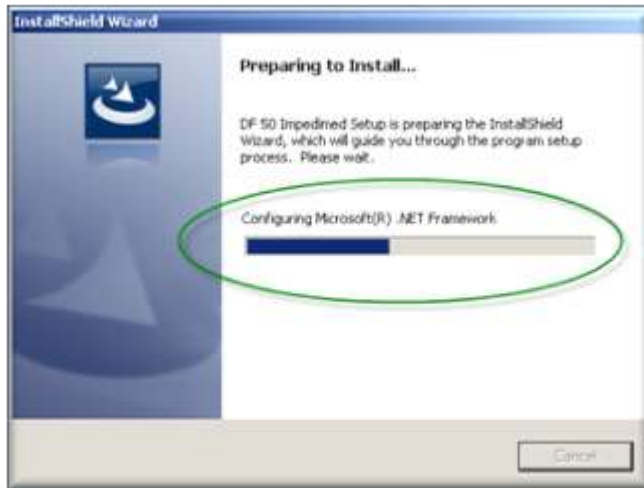 InstallShield Wizard
Preparing to Install...
DF 50 Impedimed Setup is preparing the InstallShield
Wizard, which will guide you through the program setup
process. Please wait.
Configuring Microsoft(R) .NET Framework
Cancel